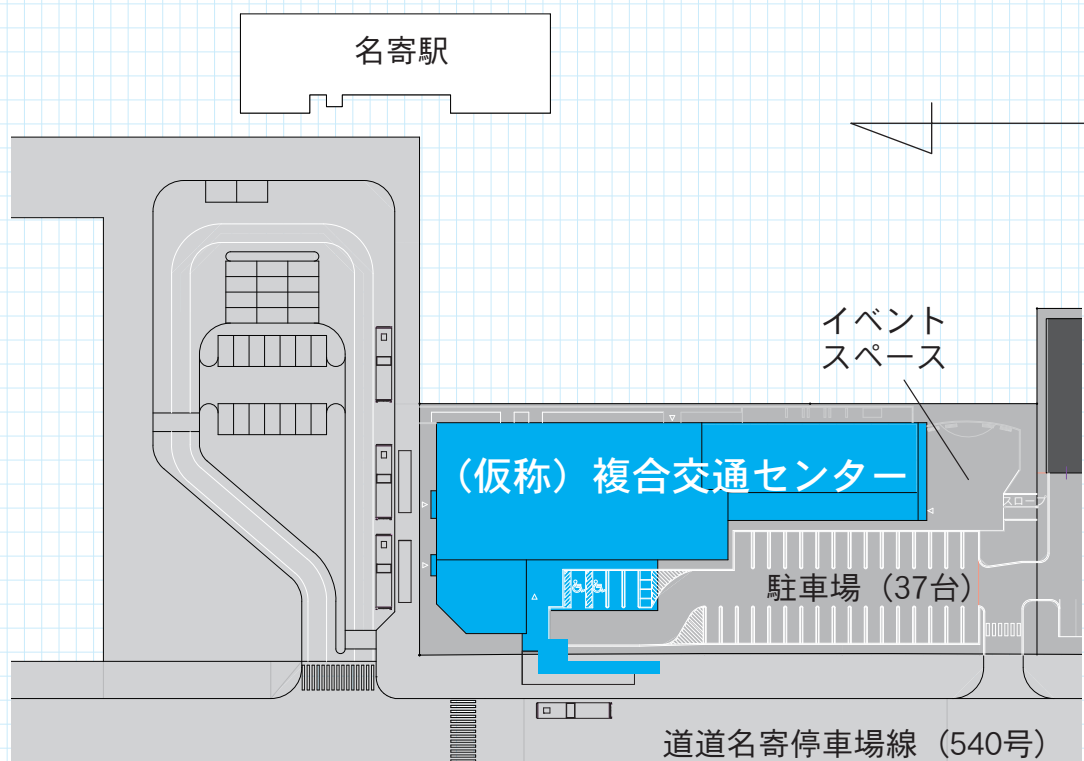 名寄駅
イベント
スペース
(仮称)複合交通センター
スロープ
駐車場(37台)
道道名寄停車場線(540号)